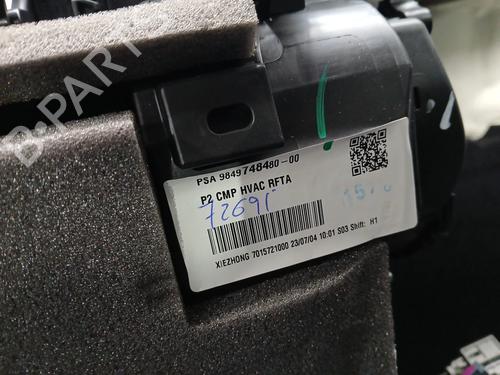 PSA 9849748480-00
P2 CMP HVAC RFTA
72691
XIEZHONG 7015721000 23/07/04 10:01 S03 Shift: H1
B-PARTS